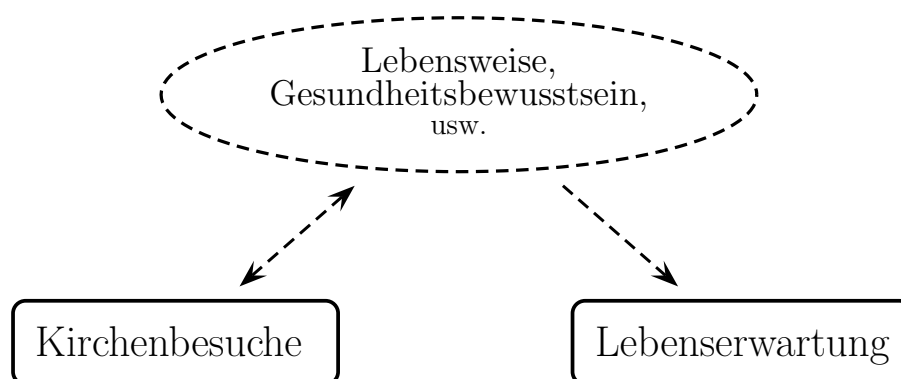 Lebensweise,
Gesundheitsbewusstsein,
usw.
Kirchenbesuche
Lebenserwartung